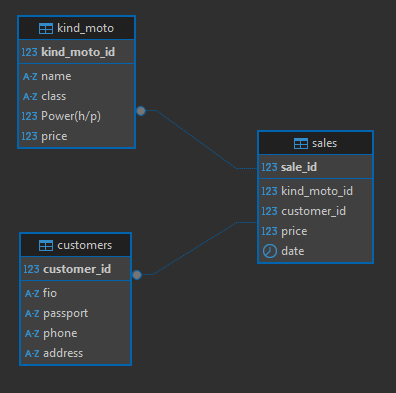 kind_moto
123 kind_moto_id
A-Z name
A-Z class
123 Power(h/p)
123 price
sales
123 sale_id
123 kind_moto_id
123 customer_id
123 price
date
customers
123 customer_id
A-Z fio
A-Z passport
A-Z phone
A-Z address